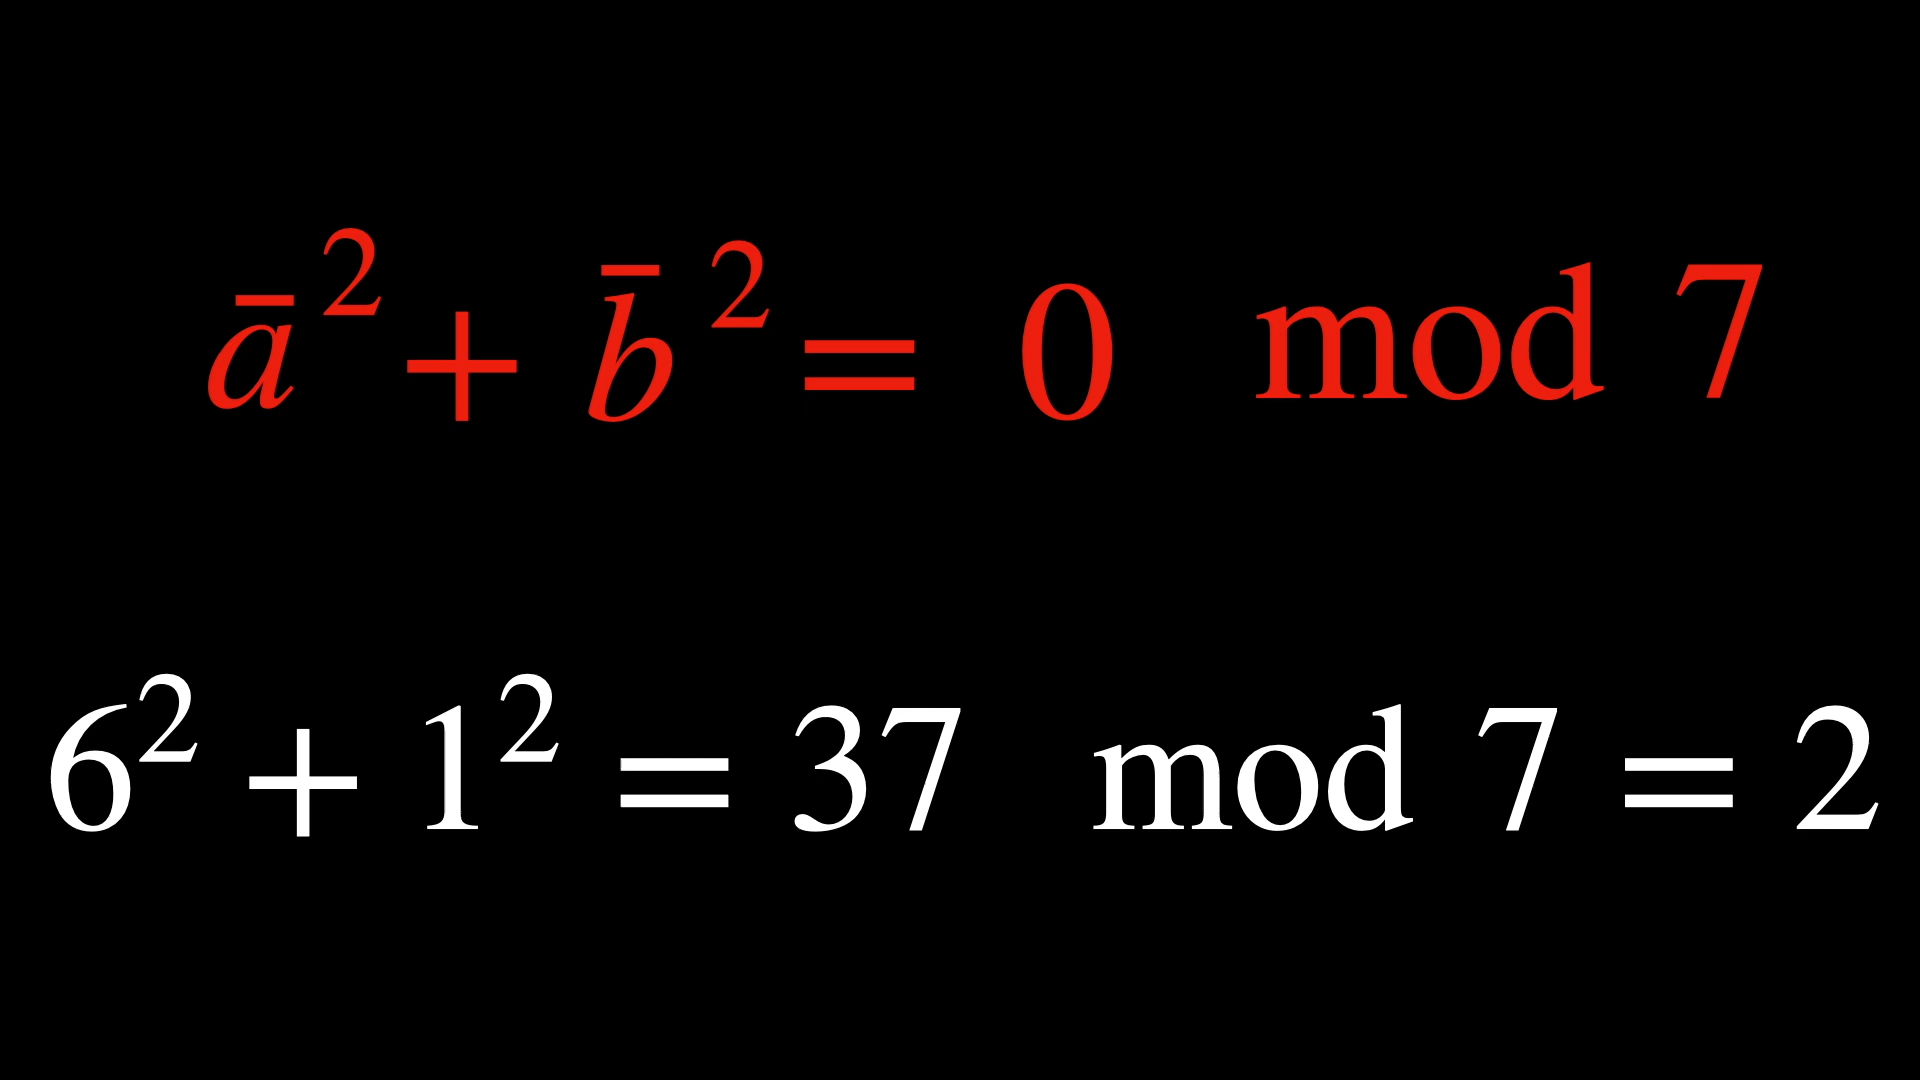 ā² + b̄² = 0 mod 7
6² + 1² = 37 mod 7 = 2